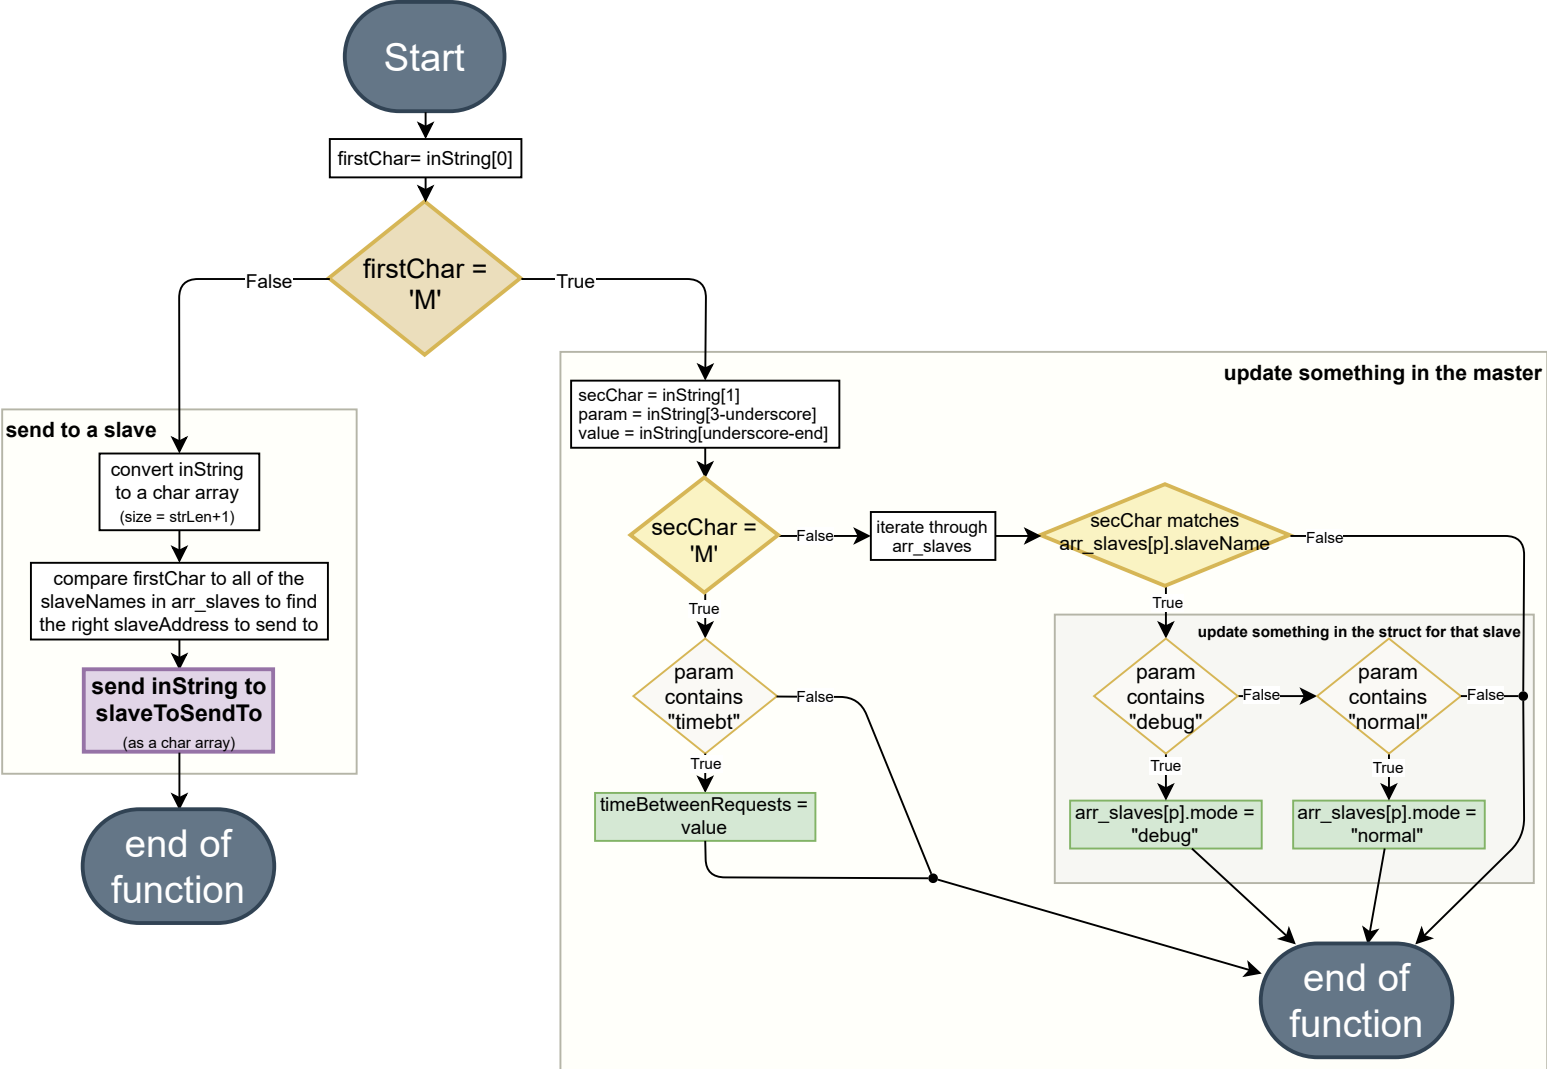 Start
firstChar= inString[0]
firstChar =
'M'
False
True
send to a slave
convert inString
to a char array
(size = strLen+1)
compare firstChar to all of the
slaveNames in arr_slaves to find
the right slaveAddress to send to
send inString to
slaveToSendTo
(as a char array)
end of
function
update something in the master
secChar = inString[1]
param = inString[3-underscore]
value = inString[underscore-end]
secChar =
'M'
False
iterate through
arr_slaves
secChar matches
arr_slaves[p].slaveName
False
True
True
param
contains
"timebt"
False
True
timeBetweenRequests =
value
update something in the struct for that slave
param
contains
"debug"
False
param
contains
"normal"
False
True
True
arr_slaves[p].mode =
"debug"
arr_slaves[p].mode =
"normal"
end of
function